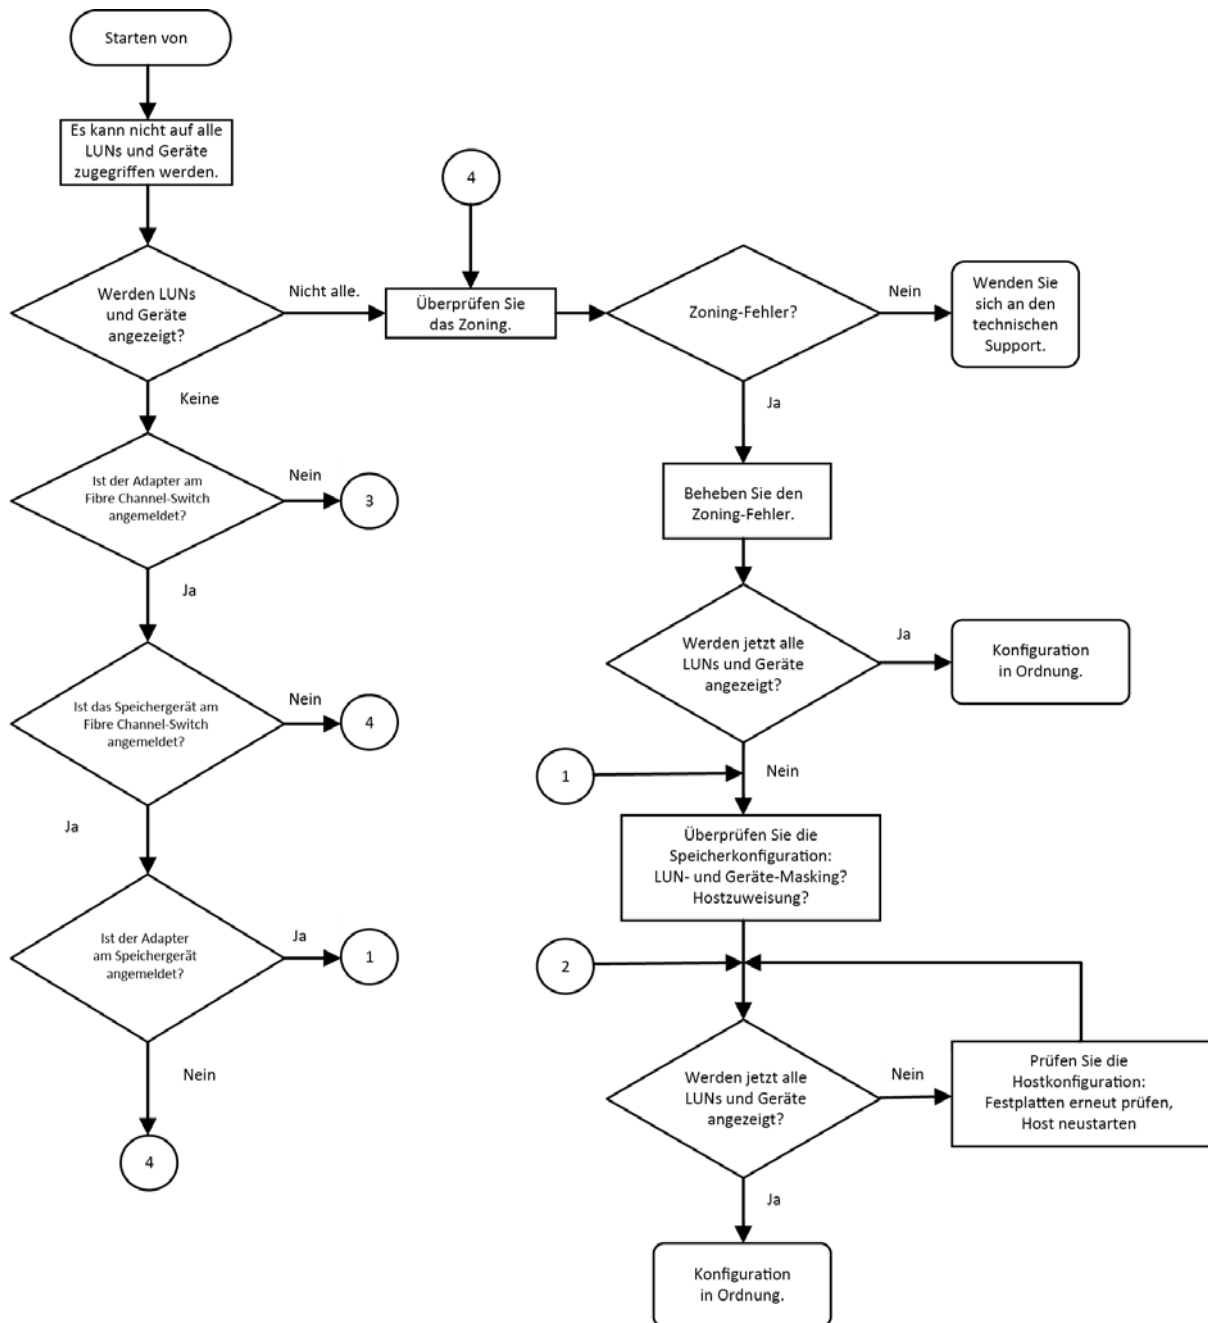 Starten von
Es kann nicht auf alle
LUNs und Geräte
zugegriffen werden.
Werden LUNs
und Geräte
angezeigt?
Nicht alle.
4
Überprüfen Sie
das Zoning.
Zoning-Fehler?
Nein
Wenden Sie
sich an den
technischen
Support.
Keine
Ja
Ist der Adapter am
Fibre Channel-Switch
angemeldet?
Nein
3
Beheben Sie den
Zoning-Fehler.
Ja
Werden jetzt alle
LUNs und Geräte
angezeigt?
Ja
Konfiguration
in Ordnung.
Ist das Speichergerät am
Fibre Channel-Switch
angemeldet?
Nein
4
1
Nein
Ja
Überprüfen Sie die
Speicherkonfiguration:
LUN- und Geräte-Masking?
Hostzuweisung?
Ist der Adapter
am Speichergerät
angemeldet?
Ja
1
2
Nein
4
Werden jetzt alle
LUNs und Geräte
angezeigt?
Nein
Prüfen Sie die
Hostkonfiguration:
Festplatten erneut prüfen,
Host neustarten
Ja
Konfiguration
in Ordnung.